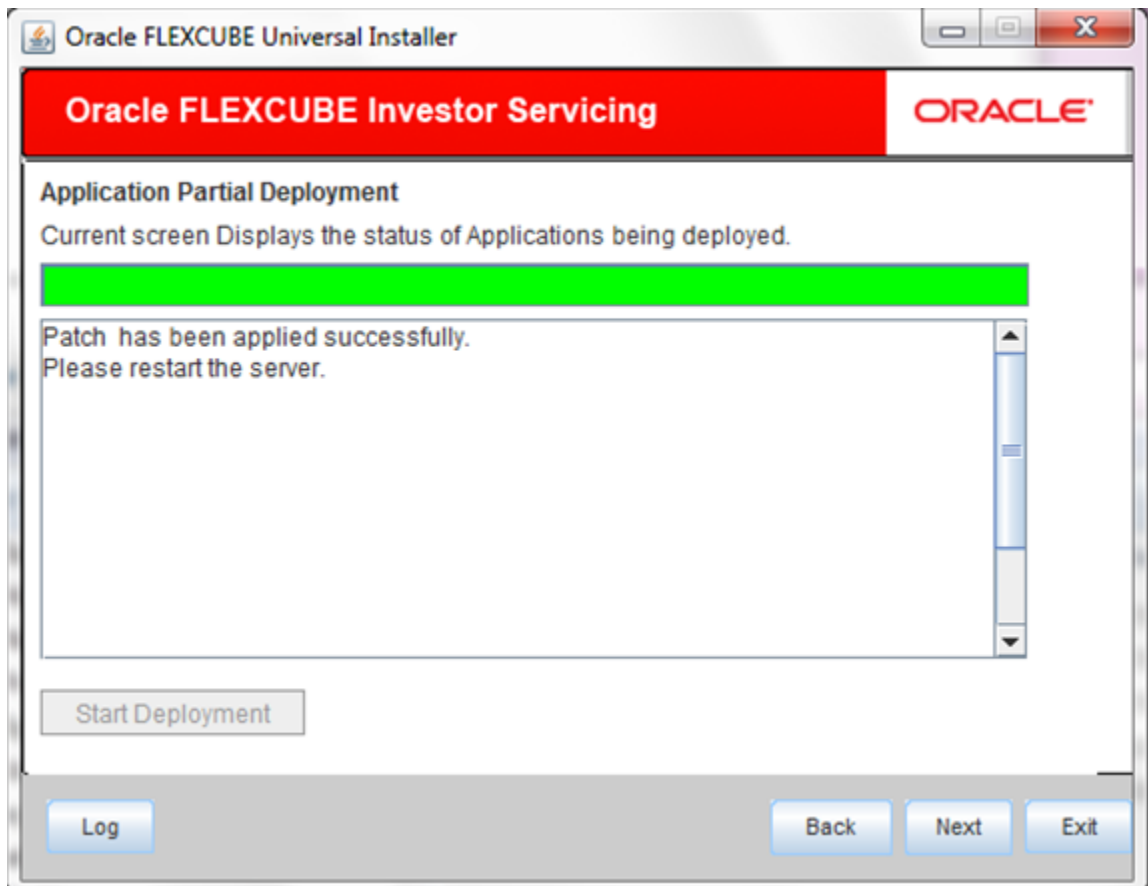 Oracle FLEXCUBE Universal Installer
Oracle FLEXCUBE Investor Servicing
ORACLE
Application Partial Deployment
Current screen Displays the status of Applications being deployed.
Patch  has been applied successfully.
Please restart the server.
Start Deployment
Log
Back
Next
Exit